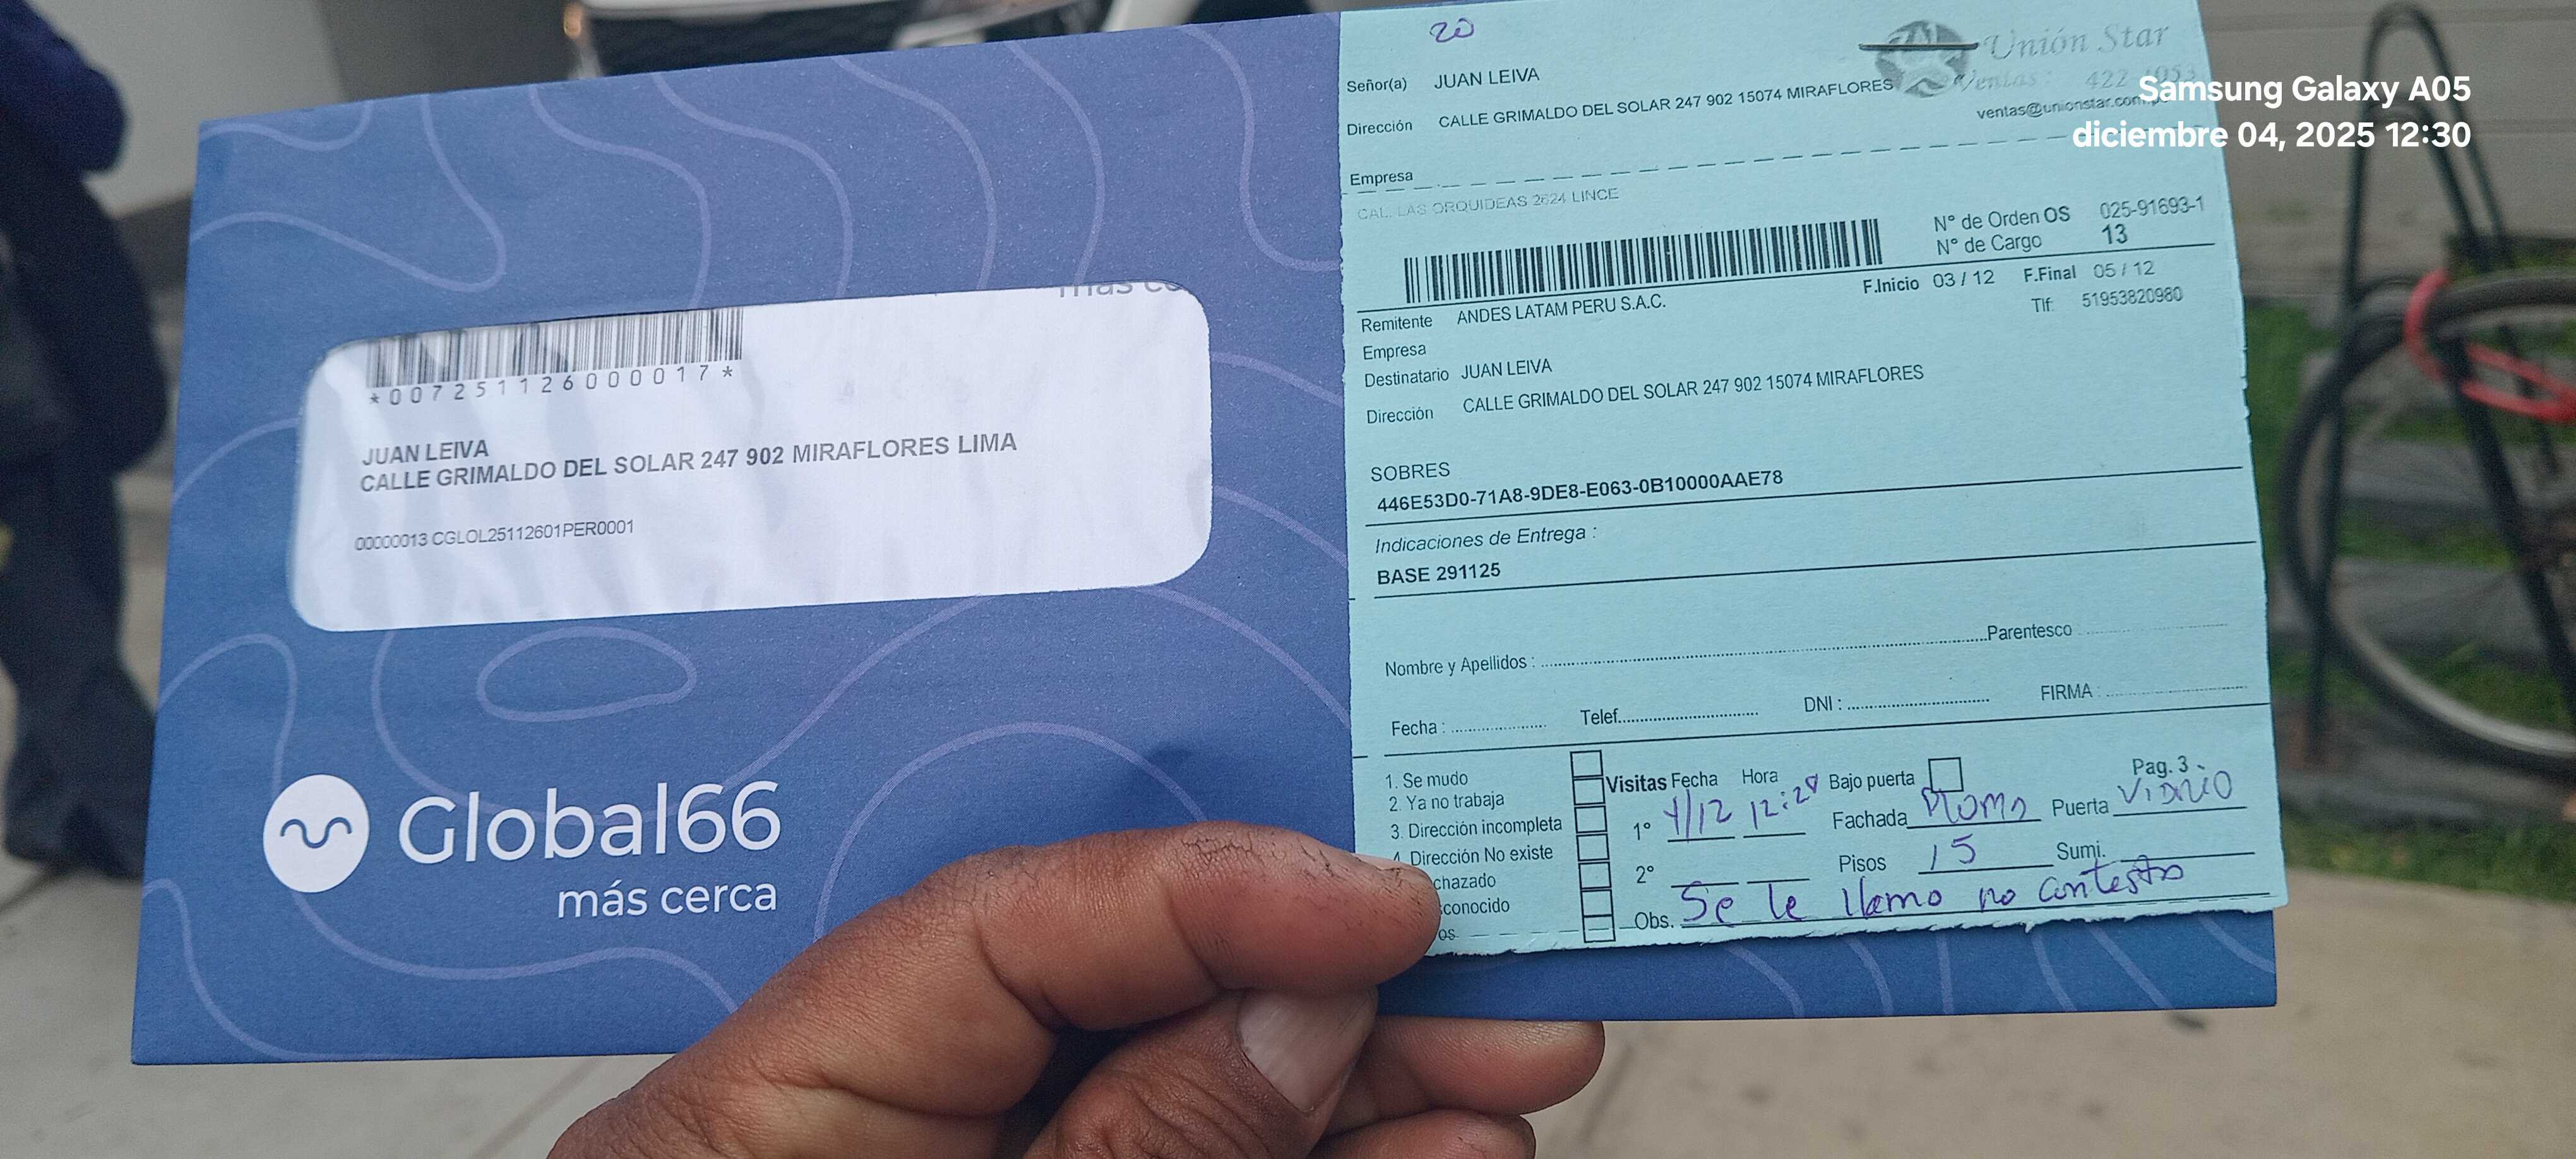 más ce
*007251126000017*
JUAN LEIVA
CALLE GRIMALDO DEL SOLAR 247 902 MIRAFLORES LIMA
00000013 CGLOL25112601PER0001
Global66
más cerca
20
Unión Star
Ventas: 422
ventas@unionstar.com
Señor(a) JUAN LEIVA
Dirección CALLE GRIMALDO DEL SOLAR 247 902 15074 MIRAFLORES
Empresa
CAL. LAS ORQUIDEAS 2624 LINCE
N° de Orden OS 025-91693-1
N° de Cargo 13
F.Inicio 03 / 12 F.Final 05 / 12
Remitente ANDES LATAM PERU S.A.C.
Tlf: 51953820980
Empresa
Destinatario JUAN LEIVA
Dirección CALLE GRIMALDO DEL SOLAR 247 902 15074 MIRAFLORES
SOBRES
446E53D0-71A8-9DE8-E063-0B10000AAE78
Indicaciones de Entrega :
BASE 291125
Nombre y Apellidos : Parentesco
Fecha : Telef. DNI : FIRMA :
1. Se mudo
2. Ya no trabaja
3. Dirección incompleta
4. Dirección No existe
chazado
conocido
os
Visitas Fecha Hora Bajo puerta Pag. 3
1° 4/12 12:28 Fachada Plomo Puerta Vidrio
2° Pisos 15 Sumi.
Obs. Se le llamo no contesto
Samsung Galaxy A05
diciembre 04, 2025 12:30